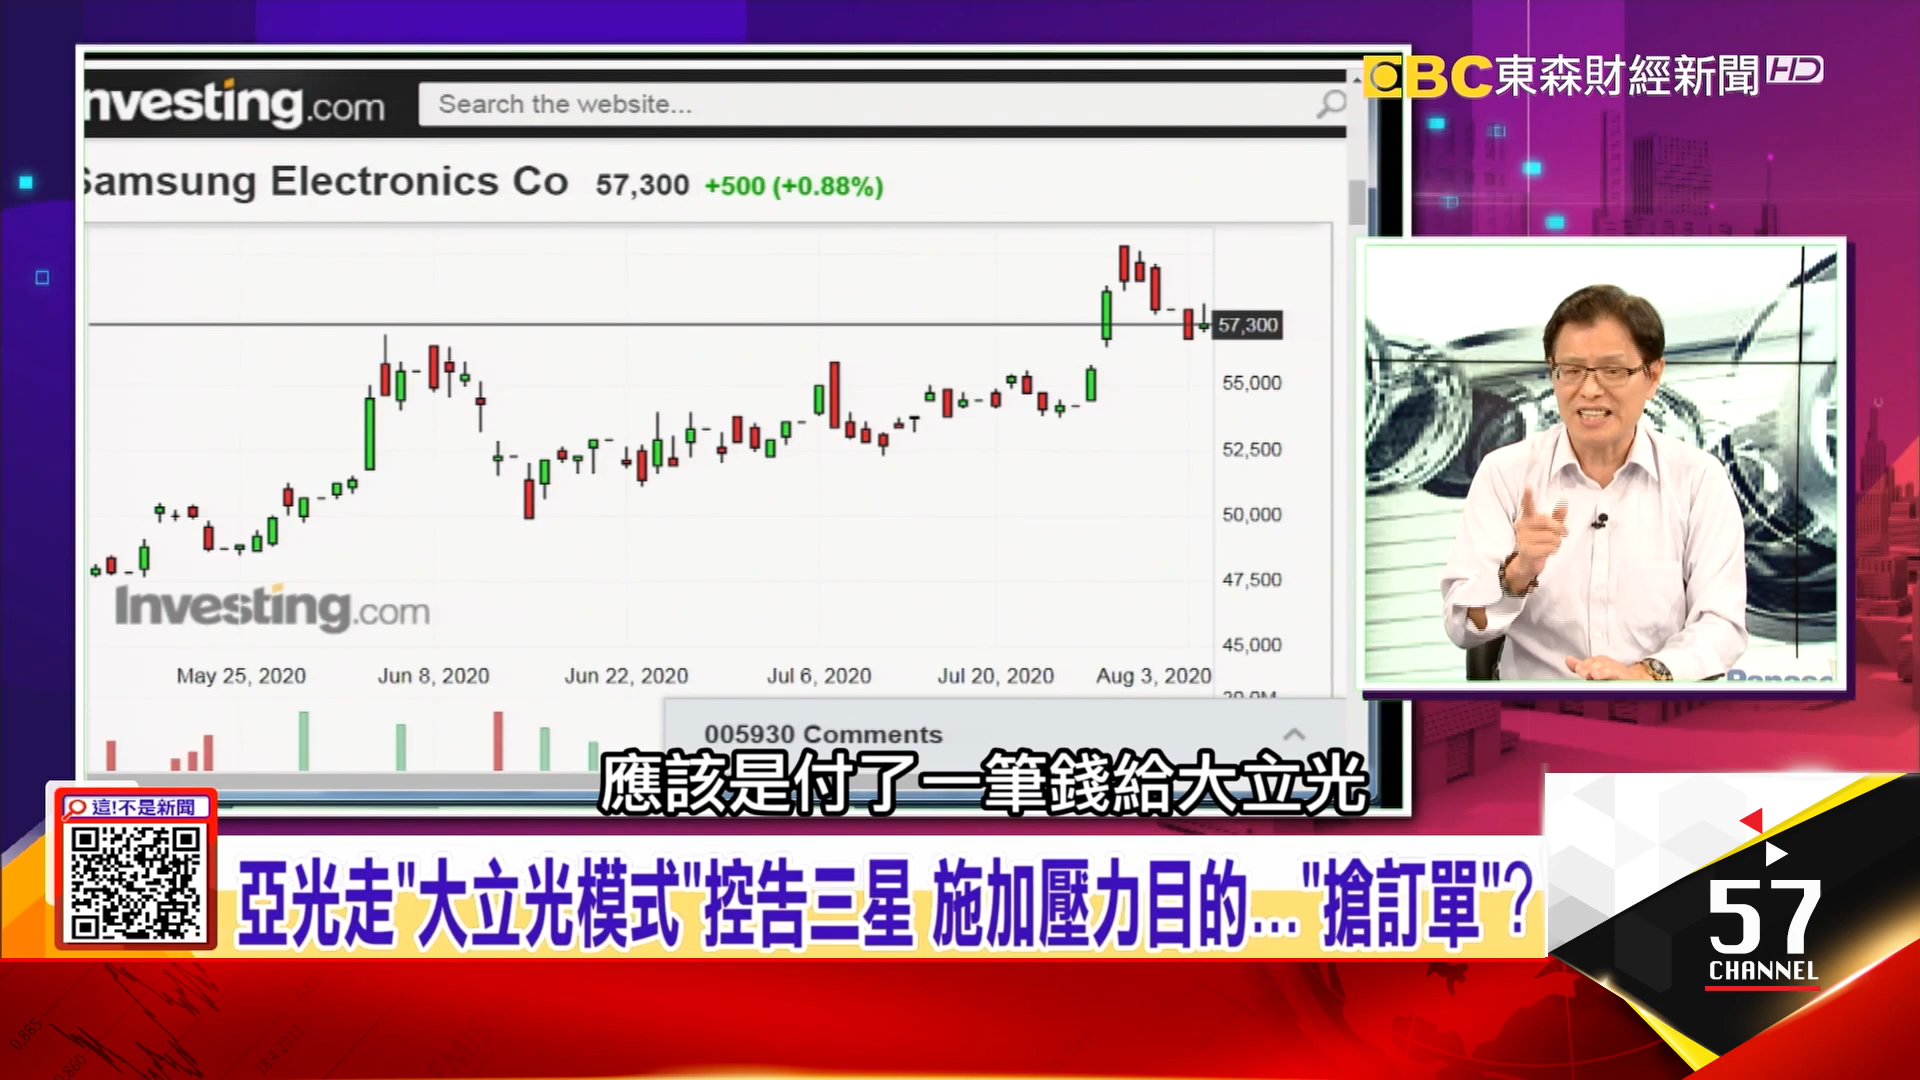 EBC東森財經新聞 HD
nvesting.com
Search the website...
Samsung Electronics Co 57,300 +500 (+0.88%)
57,300
55,000
52,500
50,000
47,500
45,000
Investing.com
May 25, 2020 Jun 8, 2020 Jun 22, 2020 Jul 6, 2020 Jul 20, 2020 Aug 3, 2020
005930 Comments
應該是付了一筆錢給大立光
這!不是新聞
亞光走"大立光模式"控告三星 施加壓力目的..."搶訂單"?
57
CHANNEL